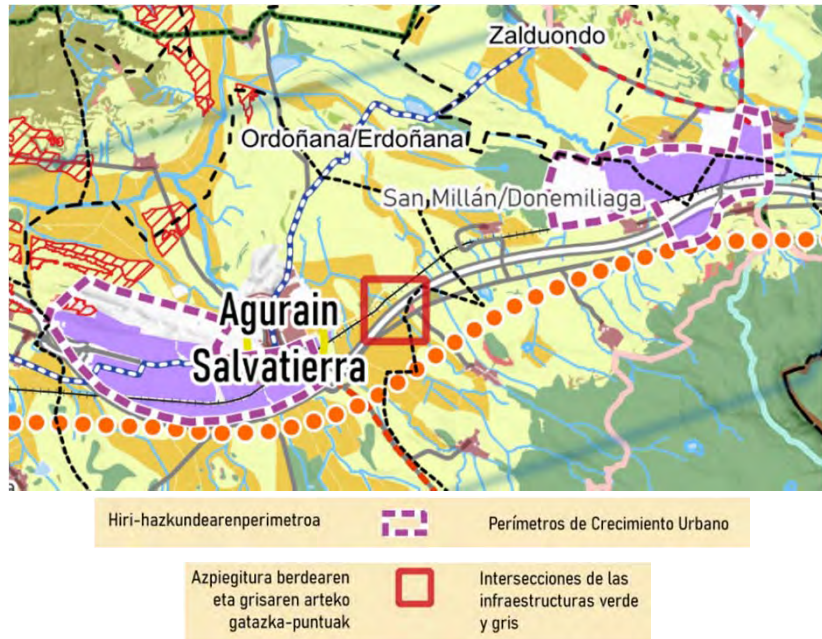 Zalduondo
Ordoñana/Erdoñana
San Millán/Donemiliaga
Agurain
Salvatierra
Hiri-hazkundearenperimetroa
Perímetros de Crecimiento Urbano
Azpiegitura berdearen
eta grisaren arteko
gatazka-puntuak
Intersecciones de las
infraestructuras verde
y gris